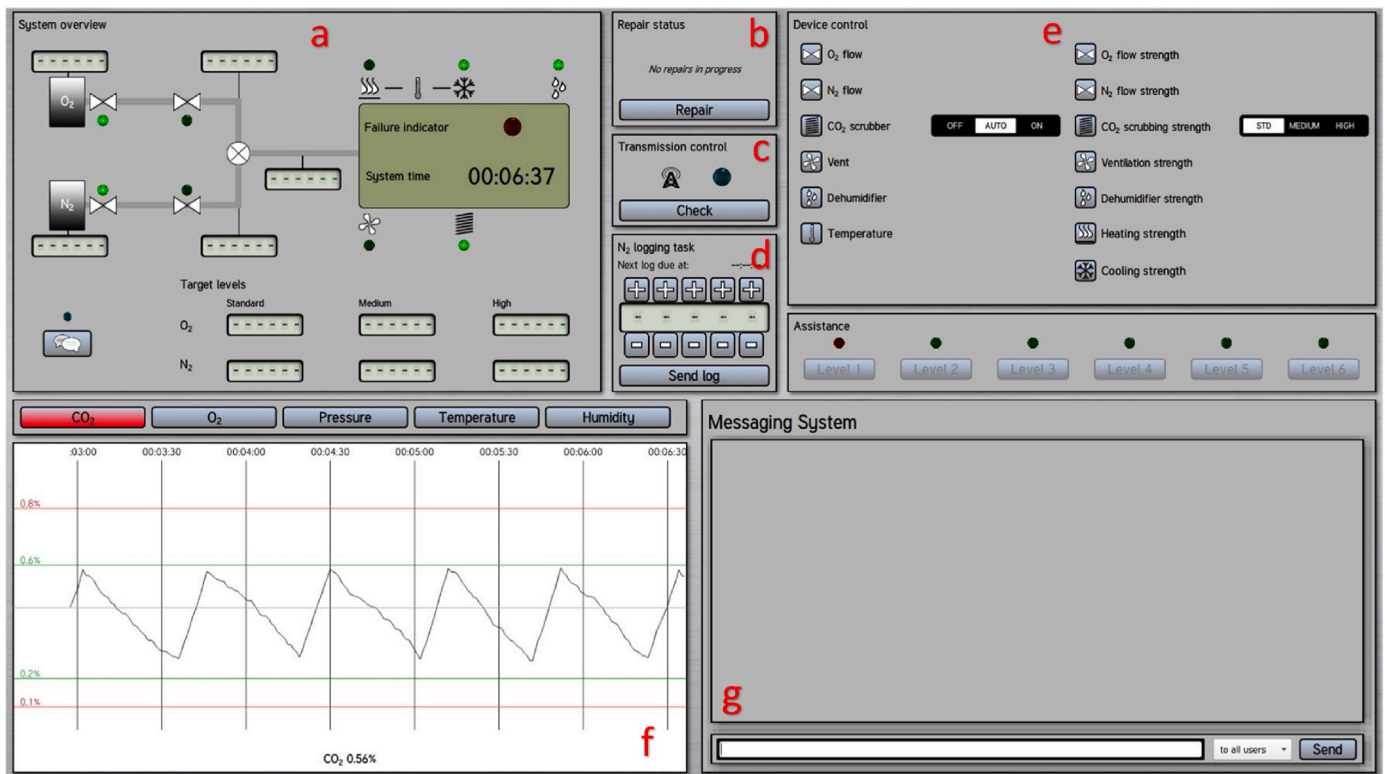 System overview
a
O₂
N₂
Failure indicator
System time 00:06:37
Target levels
Standard Medium High
O₂
N₂
Repair status
b
No repairs in progress
Repair
Transmission control
c
Check
N₂ logging task
d
Next log due at: --:--:--
Send log
Device control
e
O₂ flow
N₂ flow
CO₂ scrubber OFF AUTO ON
Vent
Dehumidifier
Temperature
O₂ flow strength
N₂ flow strength
CO₂ scrubbing strength STD MEDIUM HIGH
Ventilation strength
Dehumidifier strength
Heating strength
Cooling strength
Assistance
Level 1 Level 2 Level 3 Level 4 Level 5 Level 6
CO₂ O₂ Pressure Temperature Humidity
:03:00 00:03:30 00:04:00 00:04:30 00:05:00 00:05:30 00:06:00 00:06:30
0.8%
0.6%
0.2%
0.1%
f
CO₂ 0.56%
Messaging System
g
to all users Send